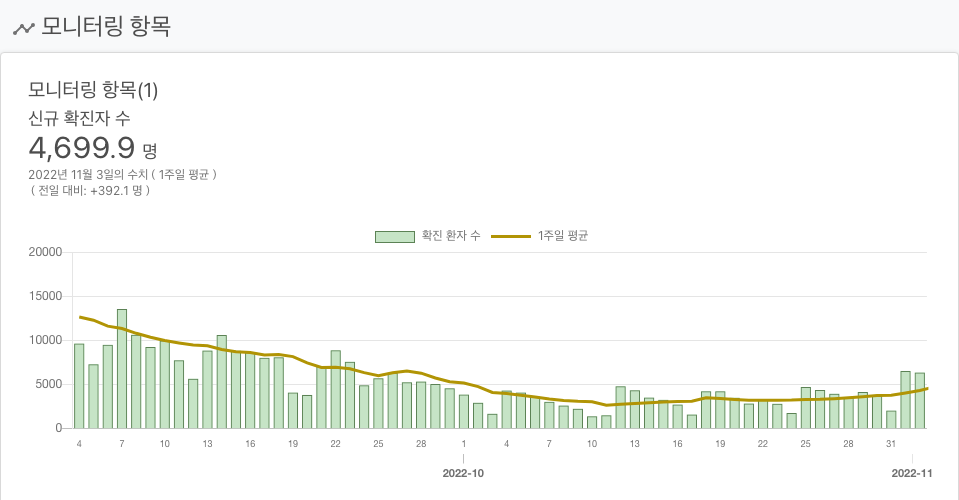 모니터링 항목
모니터링 항목(1)
신규 확진자 수
4,699.9 명
2022년 11월 3일의 수치 ( 1주일 평균 )
( 전일 대비: +392.1 명 )
확진 환자 수 1주일 평균
20000
15000
10000
5000
0
4 7 10 13 16 19 22 25 28 1 4 7 10 13 16 19 22 25 28 31
2022-10 2022-11